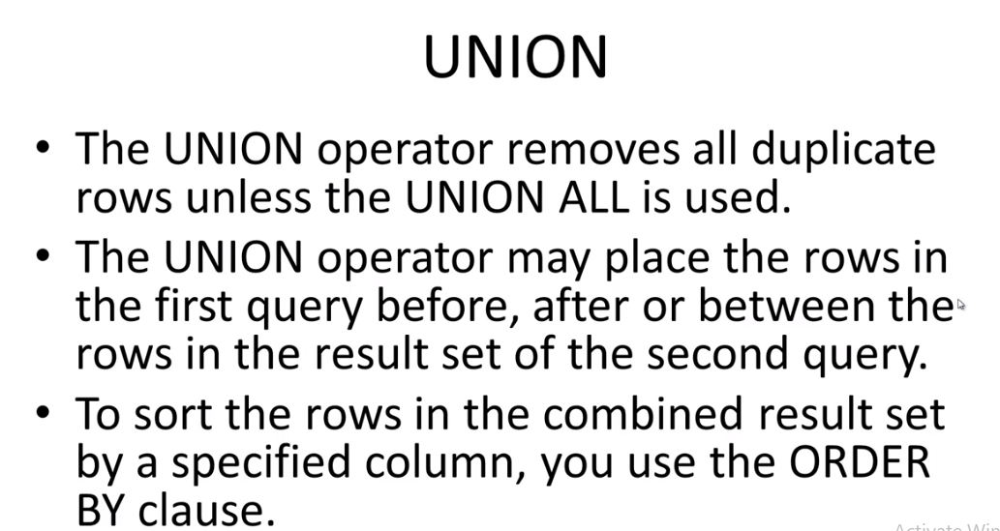 UNION
• The UNION operator removes all duplicate
rows unless the UNION ALL is used.
• The UNION operator may place the rows in
the first query before, after or between the
rows in the result set of the second query.
• To sort the rows in the combined result set
by a specified column, you use the ORDER
BY clause.
Activate Win